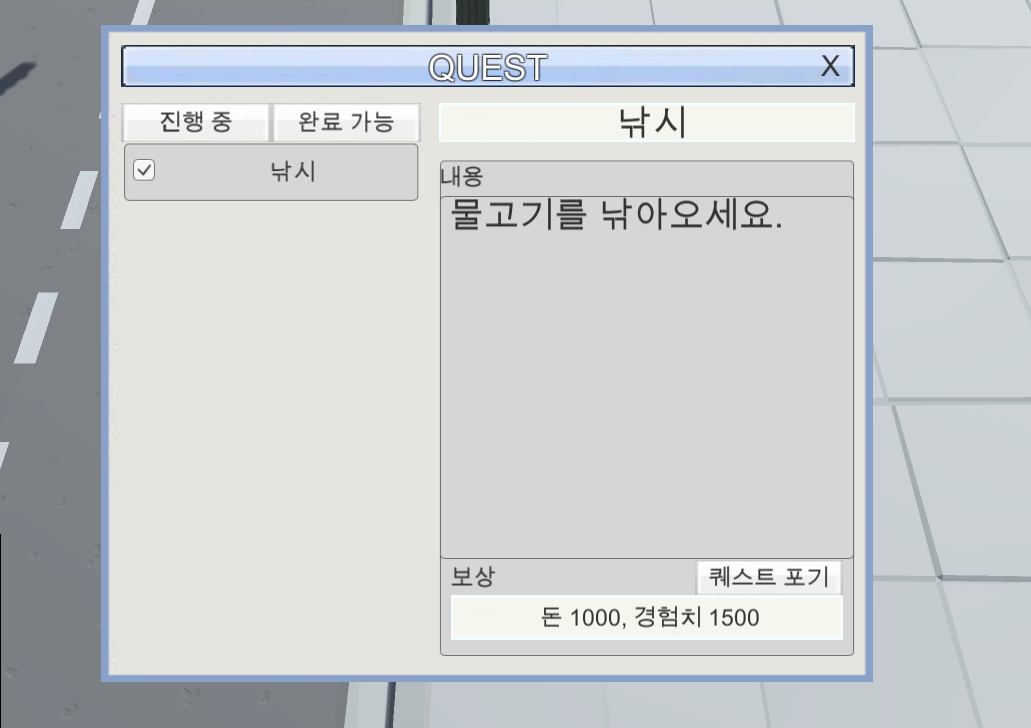 QUEST X
진행 중 완료 가능
낚시
낚시
내용
물고기를 낚아오세요.
보상 퀘스트 포기
돈 1000, 경험치 1500